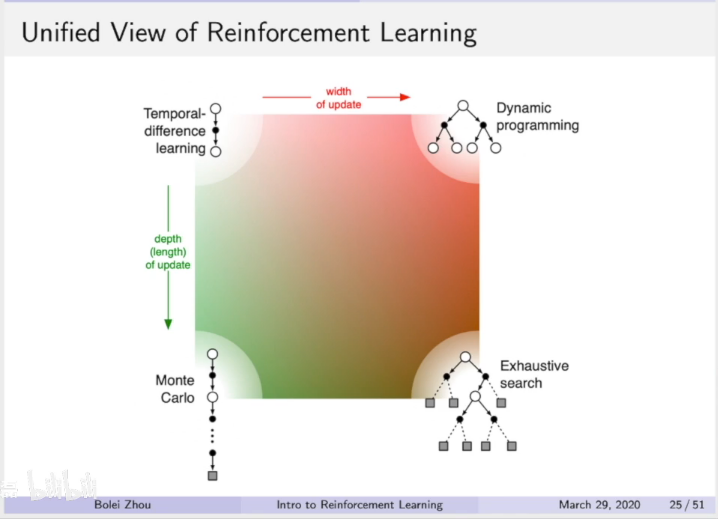 Unified View of Reinforcement Learning
width
of update
Temporal-
difference
learning
Dynamic
programming
depth
(length)
of update
Monte
Carlo
Exhaustive
search
bilibili
Bolei Zhou
Intro to Reinforcement Learning
March 29, 2020
25 / 51